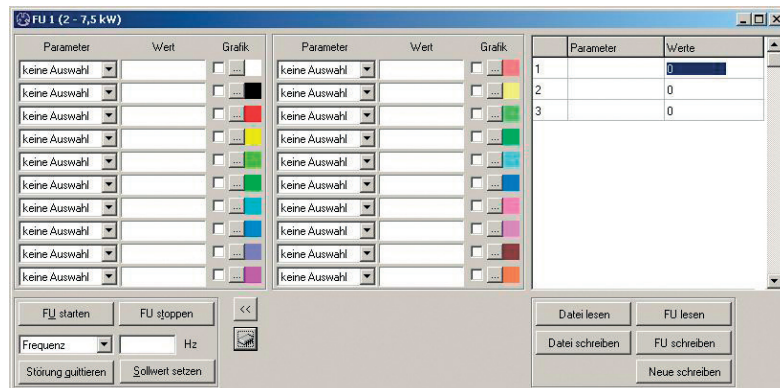 FU 1 (2 - 7,5 kW)
Parameter Wert Grafik Parameter Wert Grafik Parameter Werte
keine Auswahl ... keine Auswahl ... 1 0
keine Auswahl ... keine Auswahl ... 2 0
keine Auswahl ... keine Auswahl ... 3 0
keine Auswahl ... keine Auswahl ...
keine Auswahl ... keine Auswahl ...
keine Auswahl ... keine Auswahl ...
keine Auswahl ... keine Auswahl ...
keine Auswahl ... keine Auswahl ...
keine Auswahl ... keine Auswahl ...
keine Auswahl ... keine Auswahl ...
FU starten FU stoppen << Datei lesen FU lesen
Frequenz Hz Datei schreiben FU schreiben
Störung quittieren Sollwert setzen Neue schreiben